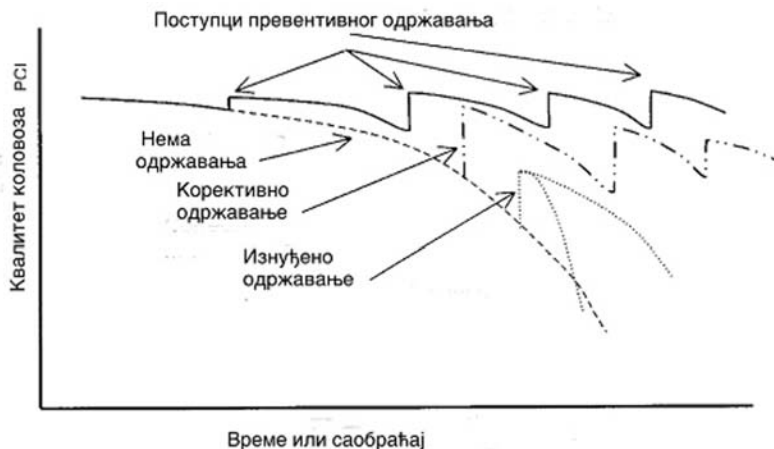 Поступци превентивног одржавања
Квалитет коловоза PCI
Нема
одржавања
Корективно
одржавање
Изнуђено
одржавање
Време или саобраћај